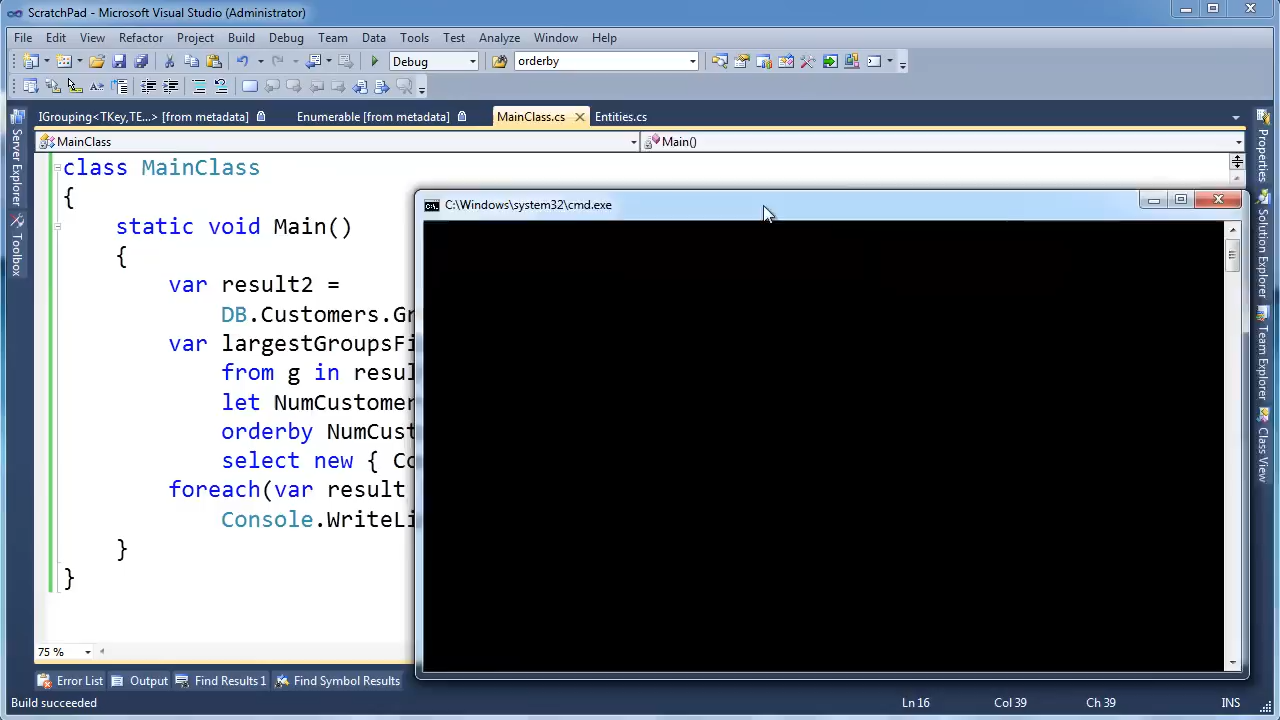 ScratchPad - Microsoft Visual Studio (Administrator)
File Edit View Refactor Project Build Debug Team Data Tools Test Analyze Window Help
Debug orderby
IGrouping<TKey,TE...> [from metadata] Enumerable [from metadata] MainClass.cs Entities.cs
MainClass Main()
Server Explorer
Toolbox
class MainClass
{
static void Main()
{
var result2 =
DB.Customers.Gr
var largestGroupsFi
from g in resul
let NumCustomer
orderby NumCust
select new { Co
foreach(var result
Console.WriteLi
}
}
C:\Windows\system32\cmd.exe
Properties
Solution Explorer
Team Explorer
Class View
75 %
Error List Output Find Results 1 Find Symbol Results
Build succeeded Ln 16 Col 39 Ch 39 INS